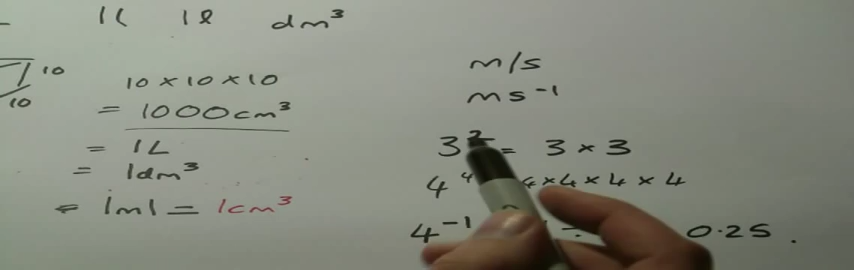 1L 1ℓ dm³
10
10
10 × 10 × 10
= 1000cm³
= 1L
= 1dm³
= 1ml = 1cm³
m/s
ms⁻¹
3² = 3 × 3
4⁴ 4×4×4×4
4⁻¹ ÷ 0.25.